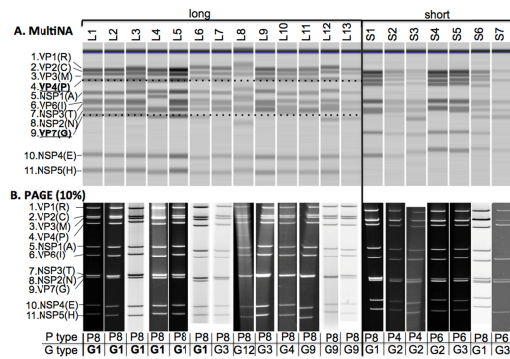 long short
L1 L2 L3 L4 L5 L6 L7 L8 L9 L10 L11 L12 L13 S1 S2 S3 S4 S5 S6 S7
A. MultiNA
1.VP1(R)
2.VP2(C)
3.VP3(M)
4.VP4(P)
5.NSP1(A)
6.VP6(I)
7.NSP3(T)
8.NSP2(N)
9.VP7(G)
10.NSP4(E)
11.NSP5(H)
B. PAGE (10%)
1.VP1(R)
2.VP2(C)
3.VP3(M)
4.VP4(P)
5.NSP1(A)
6.VP6(I)
7.NSP3(T)
8.NSP2(N)
9.VP7(G)
10.NSP4(E)
11.NSP5(H)
P type P8 P8 P8 P8 P8 P8 P8 P8 P8 P8 P8 P8 P8 P4 P4 P4 P6 P6 P6 P6
G type G1 G1 G1 G1 G1 G1 G3 G12 G3 G4 G9 G9 G9 G1 G2 G2 G2 G3 G1 G3